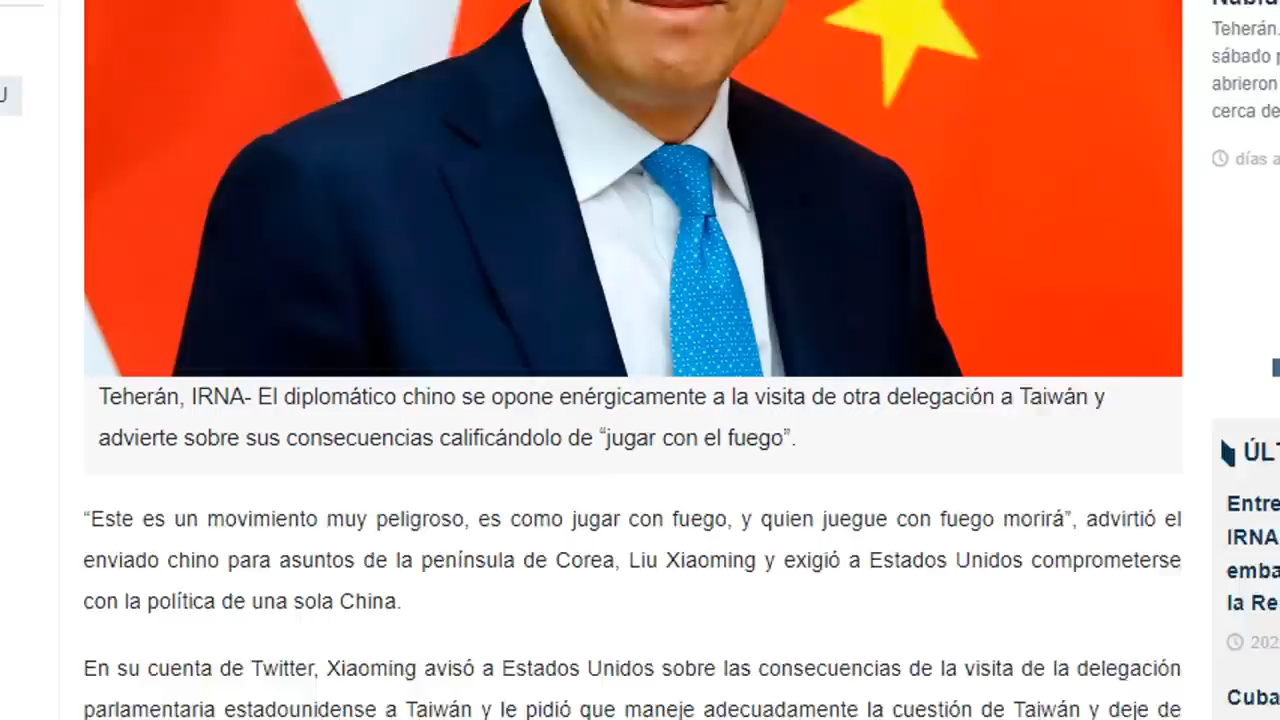 U
Teherán, IRNA- El diplomático chino se opone enérgicamente a la visita de otra delegación a Taiwán y
advierte sobre sus consecuencias calificándolo de “jugar con el fuego”.
“Este es un movimiento muy peligroso, es como jugar con fuego, y quien juegue con fuego morirá”, advirtió el
enviado chino para asuntos de la península de Corea, Liu Xiaoming y exigió a Estados Unidos comprometerse
con la política de una sola China.
En su cuenta de Twitter, Xiaoming avisó a Estados Unidos sobre las consecuencias de la visita de la delegación
parlamentaria estadounidense a Taiwán y le pidió que maneje adecuadamente la cuestión de Taiwán y deje de
Teherán.
sábado
abrieron
cerca de
días
ÚLT
Entre
IRNA
emba
la Re
202
Cuba